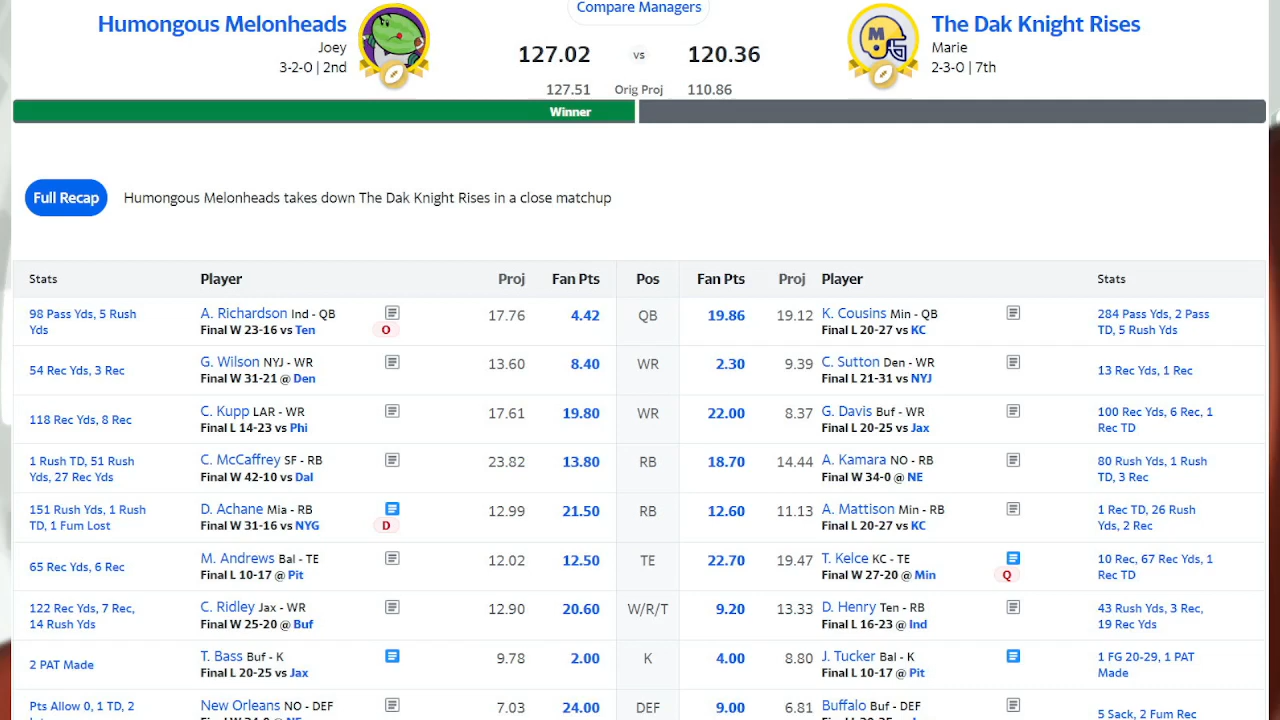 Compare Managers
Humongous Melonheads
Joey
3-2-0 | 2nd
127.02 vs 120.36
127.51 Orig Proj 110.86
M
The Dak Knight Rises
Marie
2-3-0 | 7th
Winner
Full Recap Humongous Melonheads takes down The Dak Knight Rises in a close matchup
Stats Player Proj Fan Pts Pos Fan Pts Proj Player Stats
98 Pass Yds, 5 Rush A. Richardson Ind - QB 17.76 4.42 QB 19.86 19.12 K. Cousins Min - QB 284 Pass Yds, 2 Pass
Yds Final W 23-16 vs Ten O Final L 20-27 vs KC TD, 5 Rush Yds
54 Rec Yds, 3 Rec G. Wilson NYJ - WR 13.60 8.40 WR 2.30 9.39 C. Sutton Den - WR 13 Rec Yds, 1 Rec
Final W 31-21 @ Den Final L 21-31 vs NYJ
118 Rec Yds, 8 Rec C. Kupp LAR - WR 17.61 19.80 WR 22.00 8.37 G. Davis Buf - WR 100 Rec Yds, 6 Rec, 1
Final L 14-23 vs Phi Final L 20-25 vs Jax Rec TD
1 Rush TD, 51 Rush C. McCaffrey SF - RB 23.82 13.80 RB 18.70 14.44 A. Kamara NO - RB 80 Rush Yds, 1 Rush
Yds, 27 Rec Yds Final W 42-10 vs Dal Final W 34-0 @ NE TD, 3 Rec
151 Rush Yds, 1 Rush D. Achane Mia - RB 12.99 21.50 RB 12.60 11.13 A. Mattison Min - RB 1 Rec TD, 26 Rush
TD, 1 Fum Lost Final W 31-16 vs NYG D Final L 20-27 vs KC Yds, 2 Rec
65 Rec Yds, 6 Rec M. Andrews Bal - TE 12.02 12.50 TE 22.70 19.47 T. Kelce KC - TE 10 Rec, 67 Rec Yds, 1
Final L 10-17 @ Pit Final W 27-20 @ Min Q Rec TD
122 Rec Yds, 7 Rec, C. Ridley Jax - WR 12.90 20.60 W/R/T 9.20 13.33 D. Henry Ten - RB 43 Rush Yds, 3 Rec,
14 Rush Yds Final W 25-20 @ Buf Final L 16-23 @ Ind 19 Rec Yds
2 PAT Made T. Bass Buf - K 9.78 2.00 K 4.00 8.80 J. Tucker Bal - K 1 FG 20-29, 1 PAT
Final L 20-25 vs Jax Final L 10-17 @ Pit Made
Pts Allow 0, 1 TD, 2 New Orleans NO - DEF 7.03 24.00 DEF 9.00 6.81 Buffalo Buf - DEF 5 Sack, 2 Fum Rec